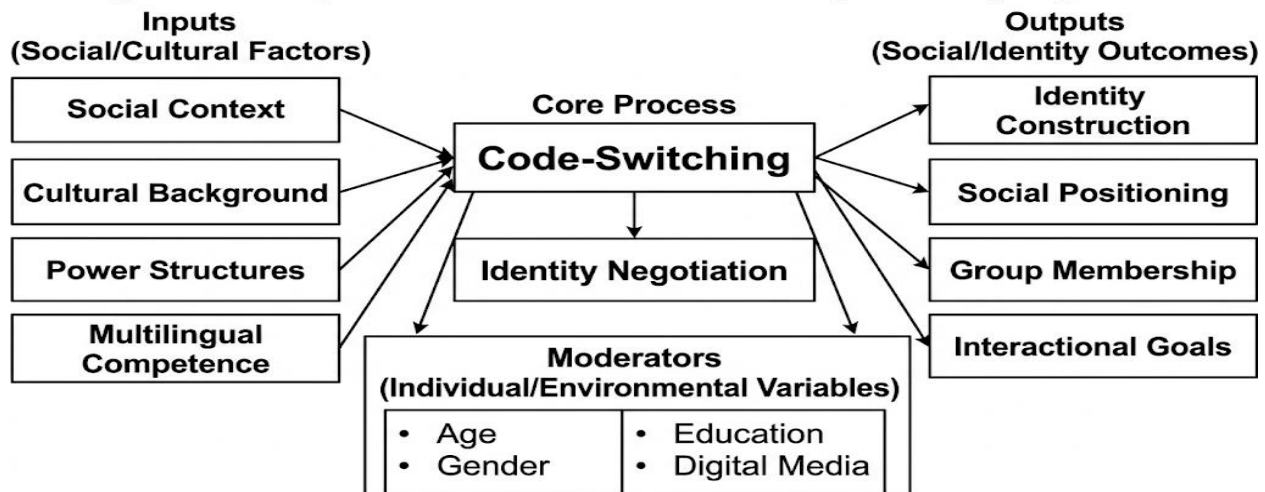 Inputs
(Social/Cultural Factors)
Social Context
Cultural Background
Power Structures
Multilingual
Competence
Core Process
Code-Switching
Identity Negotiation
Moderators
(Individual/Environmental Variables)
• Age
• Gender
• Education
• Digital Media
Outputs
(Social/Identity Outcomes)
Identity
Construction
Social Positioning
Group Membership
Interactional Goals